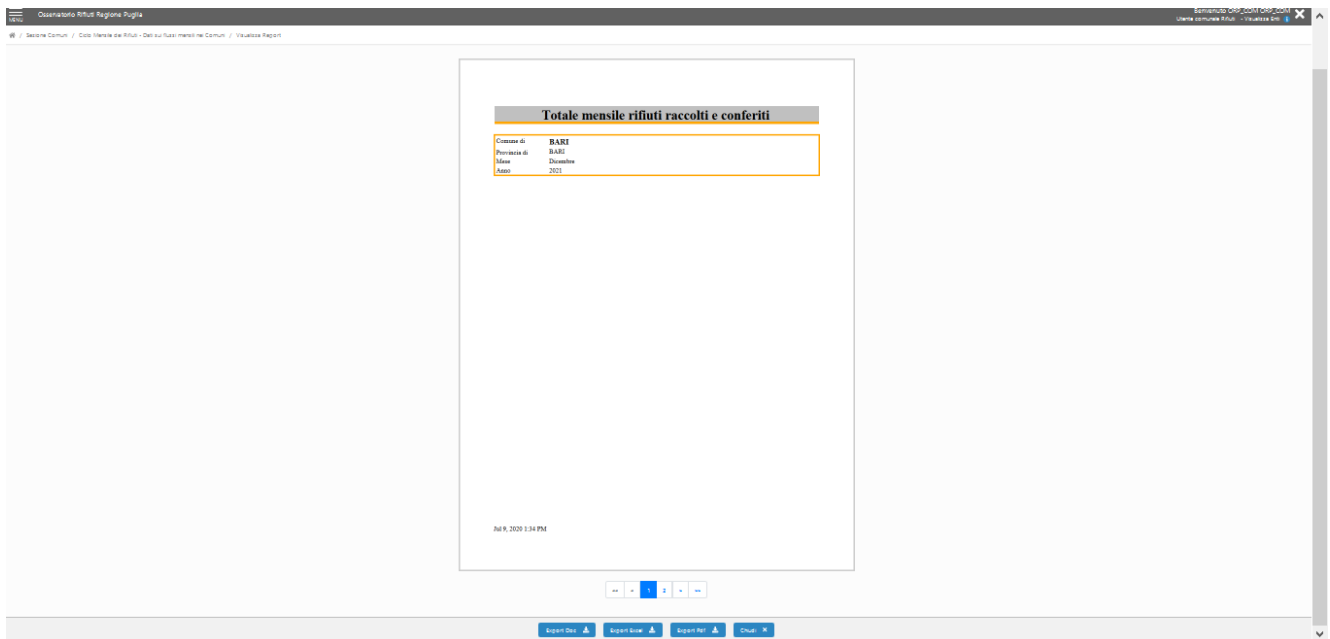 MENU
Osservatorio Rifiuti Regione Puglia
Benvenuto ORP_COM ORP_COM
Utente comunale Rifiuti - Visualizza Enti
/ Sezione Comuni / Ciclo Mensile dei Rifiuti - Dati sui flussi mensili nei Comuni / Visualizza Report
Totale mensile rifiuti raccolti e conferiti
Comune di BARI
Provincia di BARI
Mese Dicembre
Anno 2021
Jul 9, 2020 1:34 PM
«« « 1 2 » »»
Export Doc Export Excel Export Pdf Chiudi